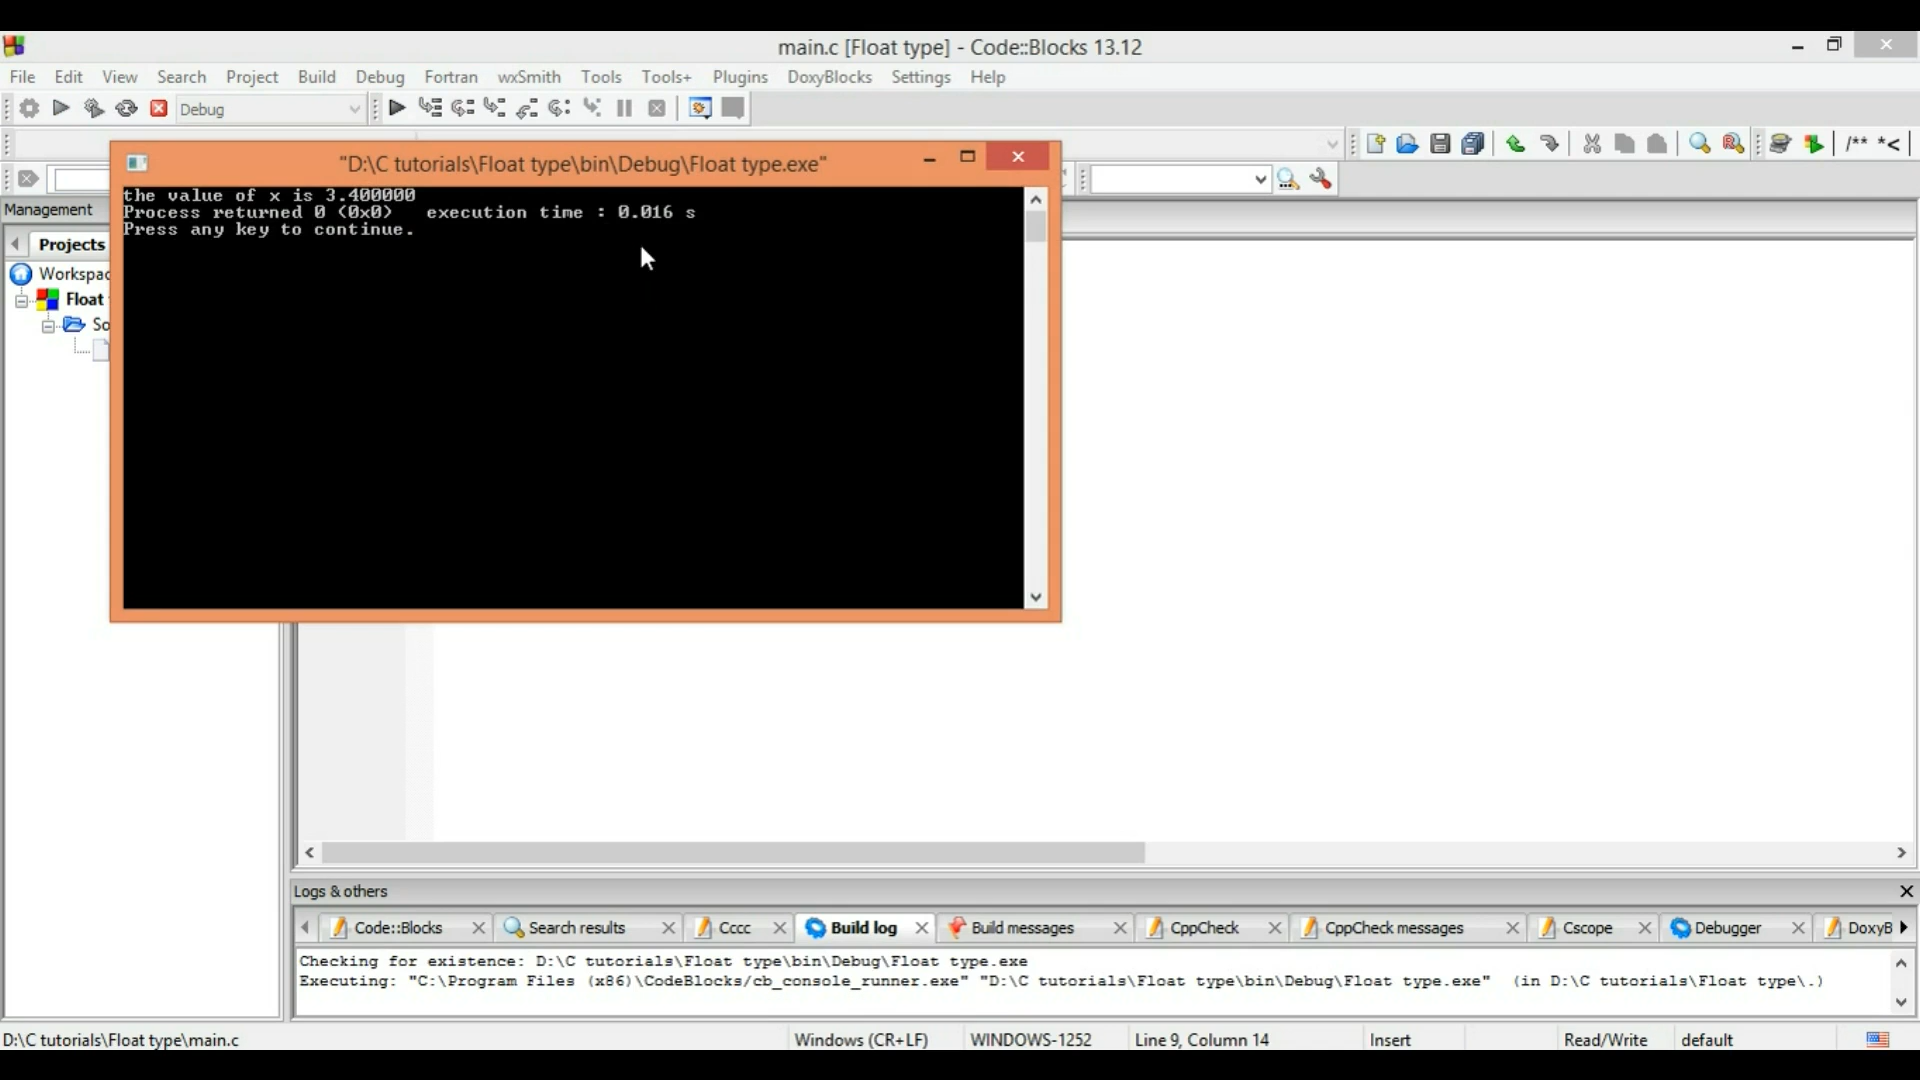 main.c [Float type] - Code::Blocks 13.12
File Edit View Search Project Build Debug Fortran wxSmith Tools Tools+ Plugins DoxyBlocks Settings Help
Debug
/** *<
"D:\C tutorials\Float type\bin\Debug\Float type.exe"
the value of x is 3.400000
Process returned 0 (0x0)   execution time : 0.016 s
Press any key to continue.
Management
Projects
Workspac
Float
So
Logs & others
Code::Blocks Search results Cccc Build log Build messages CppCheck CppCheck messages Cscope Debugger DoxyB
Checking for existence: D:\C tutorials\Float type\bin\Debug\Float type.exe
Executing: "C:\Program Files (x86)\CodeBlocks/cb_console_runner.exe" "D:\C tutorials\Float type\bin\Debug\Float type.exe"  (in D:\C tutorials\Float type\.)
D:\C tutorials\Float type\main.c Windows (CR+LF) WINDOWS-1252 Line 9, Column 14 Insert Read/Write default